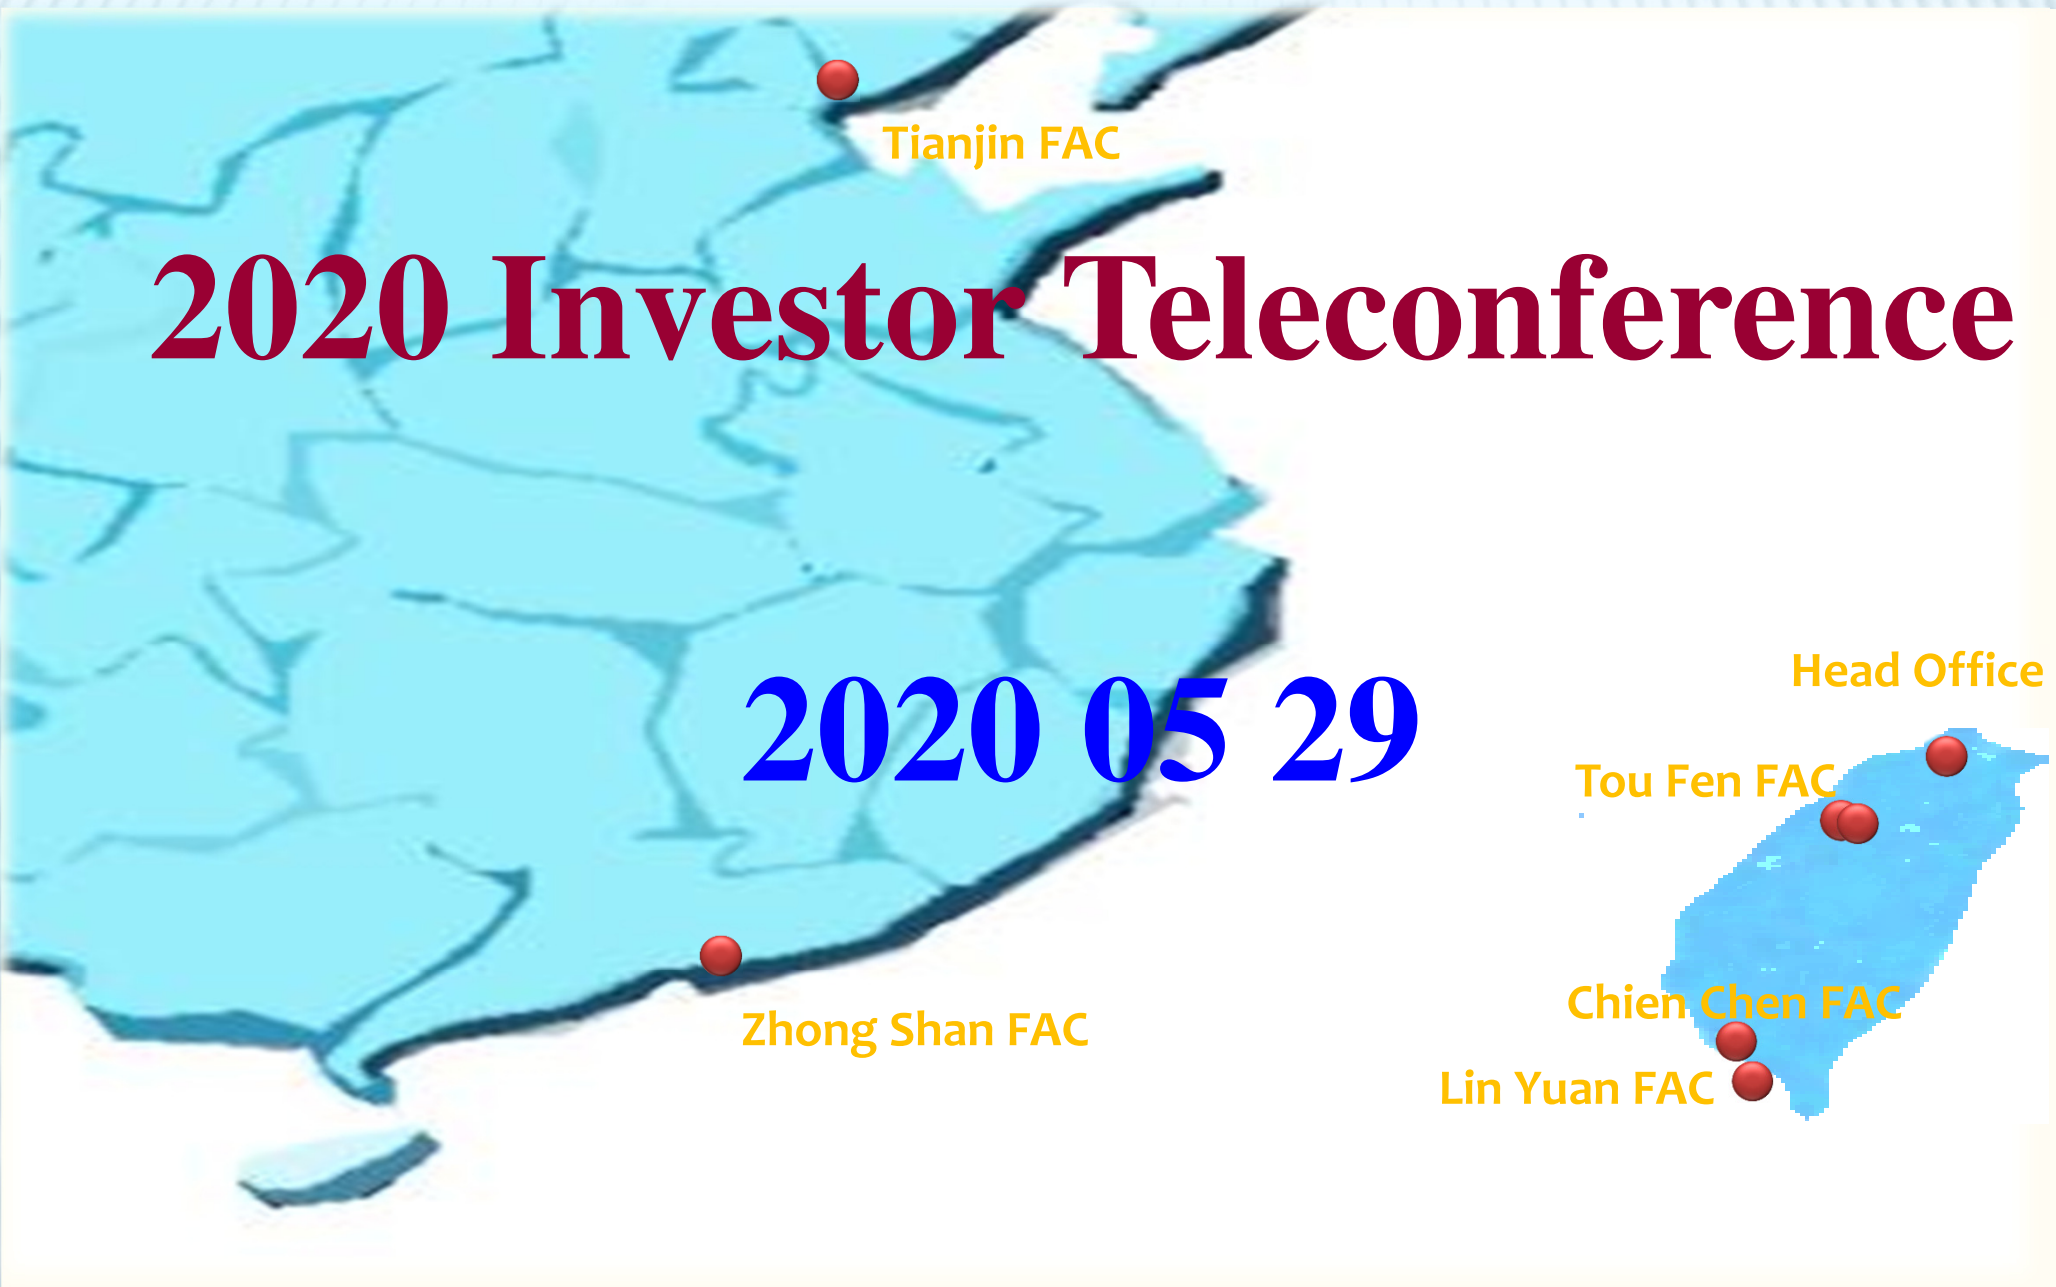 Tianjin FAC
2020 Investor Teleconference
Head Office
2020 05 29
Tou Fen FAC
Chien Chen FAC
Zhong Shan FAC
Lin Yuan FAC